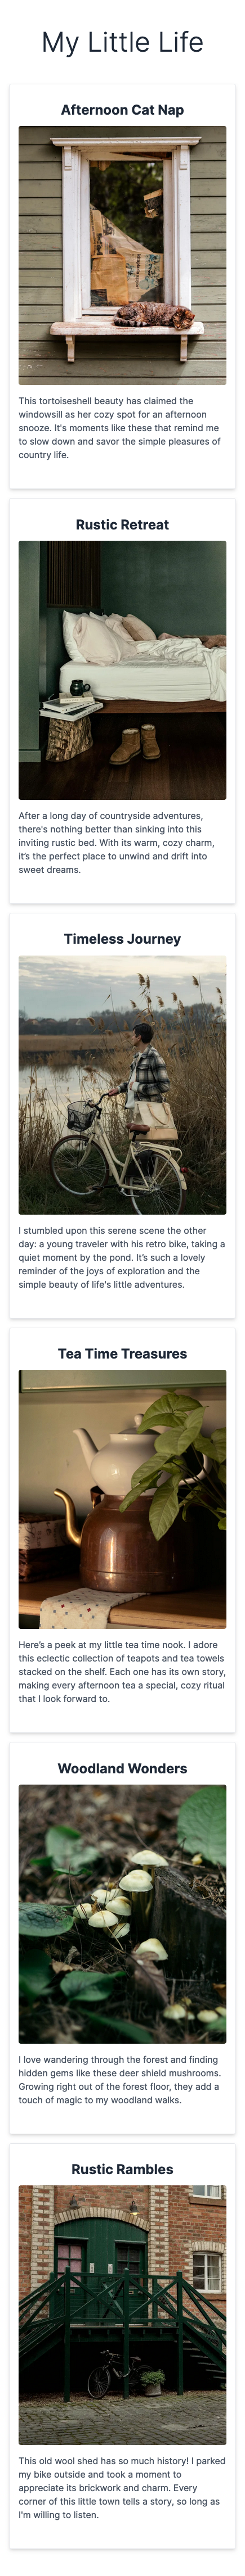 My Little Life
Afternoon Cat Nap
This tortoiseshell beauty has claimed the
windowsill as her cozy spot for an afternoon
snooze. It's moments like these that remind me
to slow down and savor the simple pleasures of
country life.
Rustic Retreat
After a long day of countryside adventures,
there's nothing better than sinking into this
inviting rustic bed. With its warm, cozy charm,
it's the perfect place to unwind and drift into
sweet dreams.
Timeless Journey
I stumbled upon this serene scene the other
day: a young traveler with his retro bike, taking a
quiet moment by the pond. It's such a lovely
reminder of the joys of exploration and the
simple beauty of life's little adventures.
Tea Time Treasures
Here's a peek at my little tea time nook. I adore
this eclectic collection of teapots and tea towels
stacked on the shelf. Each one has its own story,
making every afternoon tea a special, cozy ritual
that I look forward to.
Woodland Wonders
I love wandering through the forest and finding
hidden gems like these deer shield mushrooms.
Growing right out of the forest floor, they add a
touch of magic to my woodland walks.
Rustic Rambles
This old wool shed has so much history! I parked
my bike outside and took a moment to
appreciate its brickwork and charm. Every
corner of this little town tells a story, so long as
I'm willing to listen.